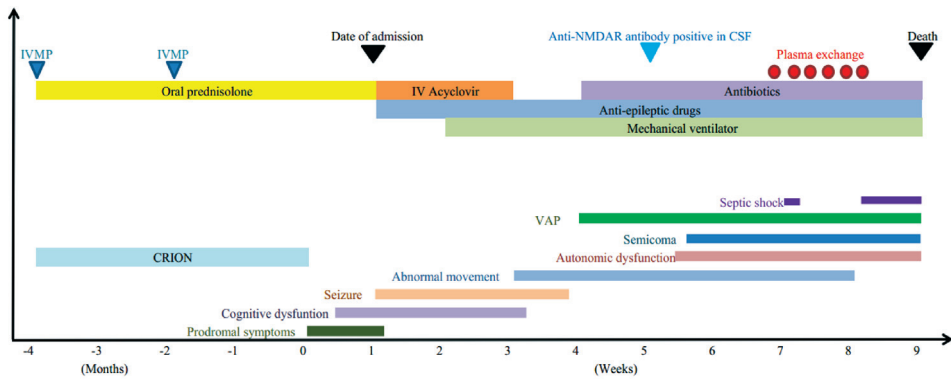 Date of admission
Anti-NMDAR antibody positive in CSF
Death
IVMP
IVMP
Plasma exchange
Oral prednisolone
IV Acyclovir
Antibiotics
Anti-epileptic drugs
Mechanical ventilator
Septic shock
VAP
Semicoma
CRION
Autonomic dysfunction
Abnormal movement
Seizure
Cognitive dysfuntion
Prodromal symptoms
-4 -3 -2 -1 0 1 2 3 4 5 6 7 8 9
(Months) (Weeks)